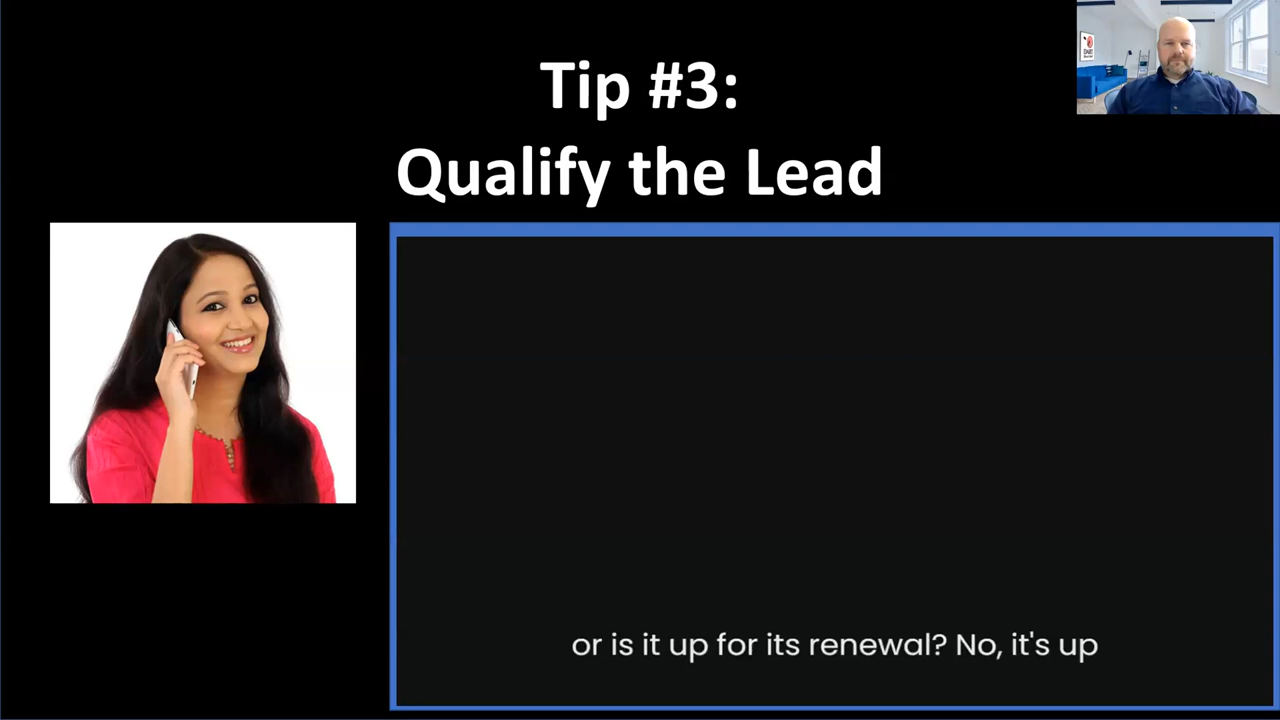 Tip #3:
Qualify the Lead
or is it up for its renewal? No, it's up